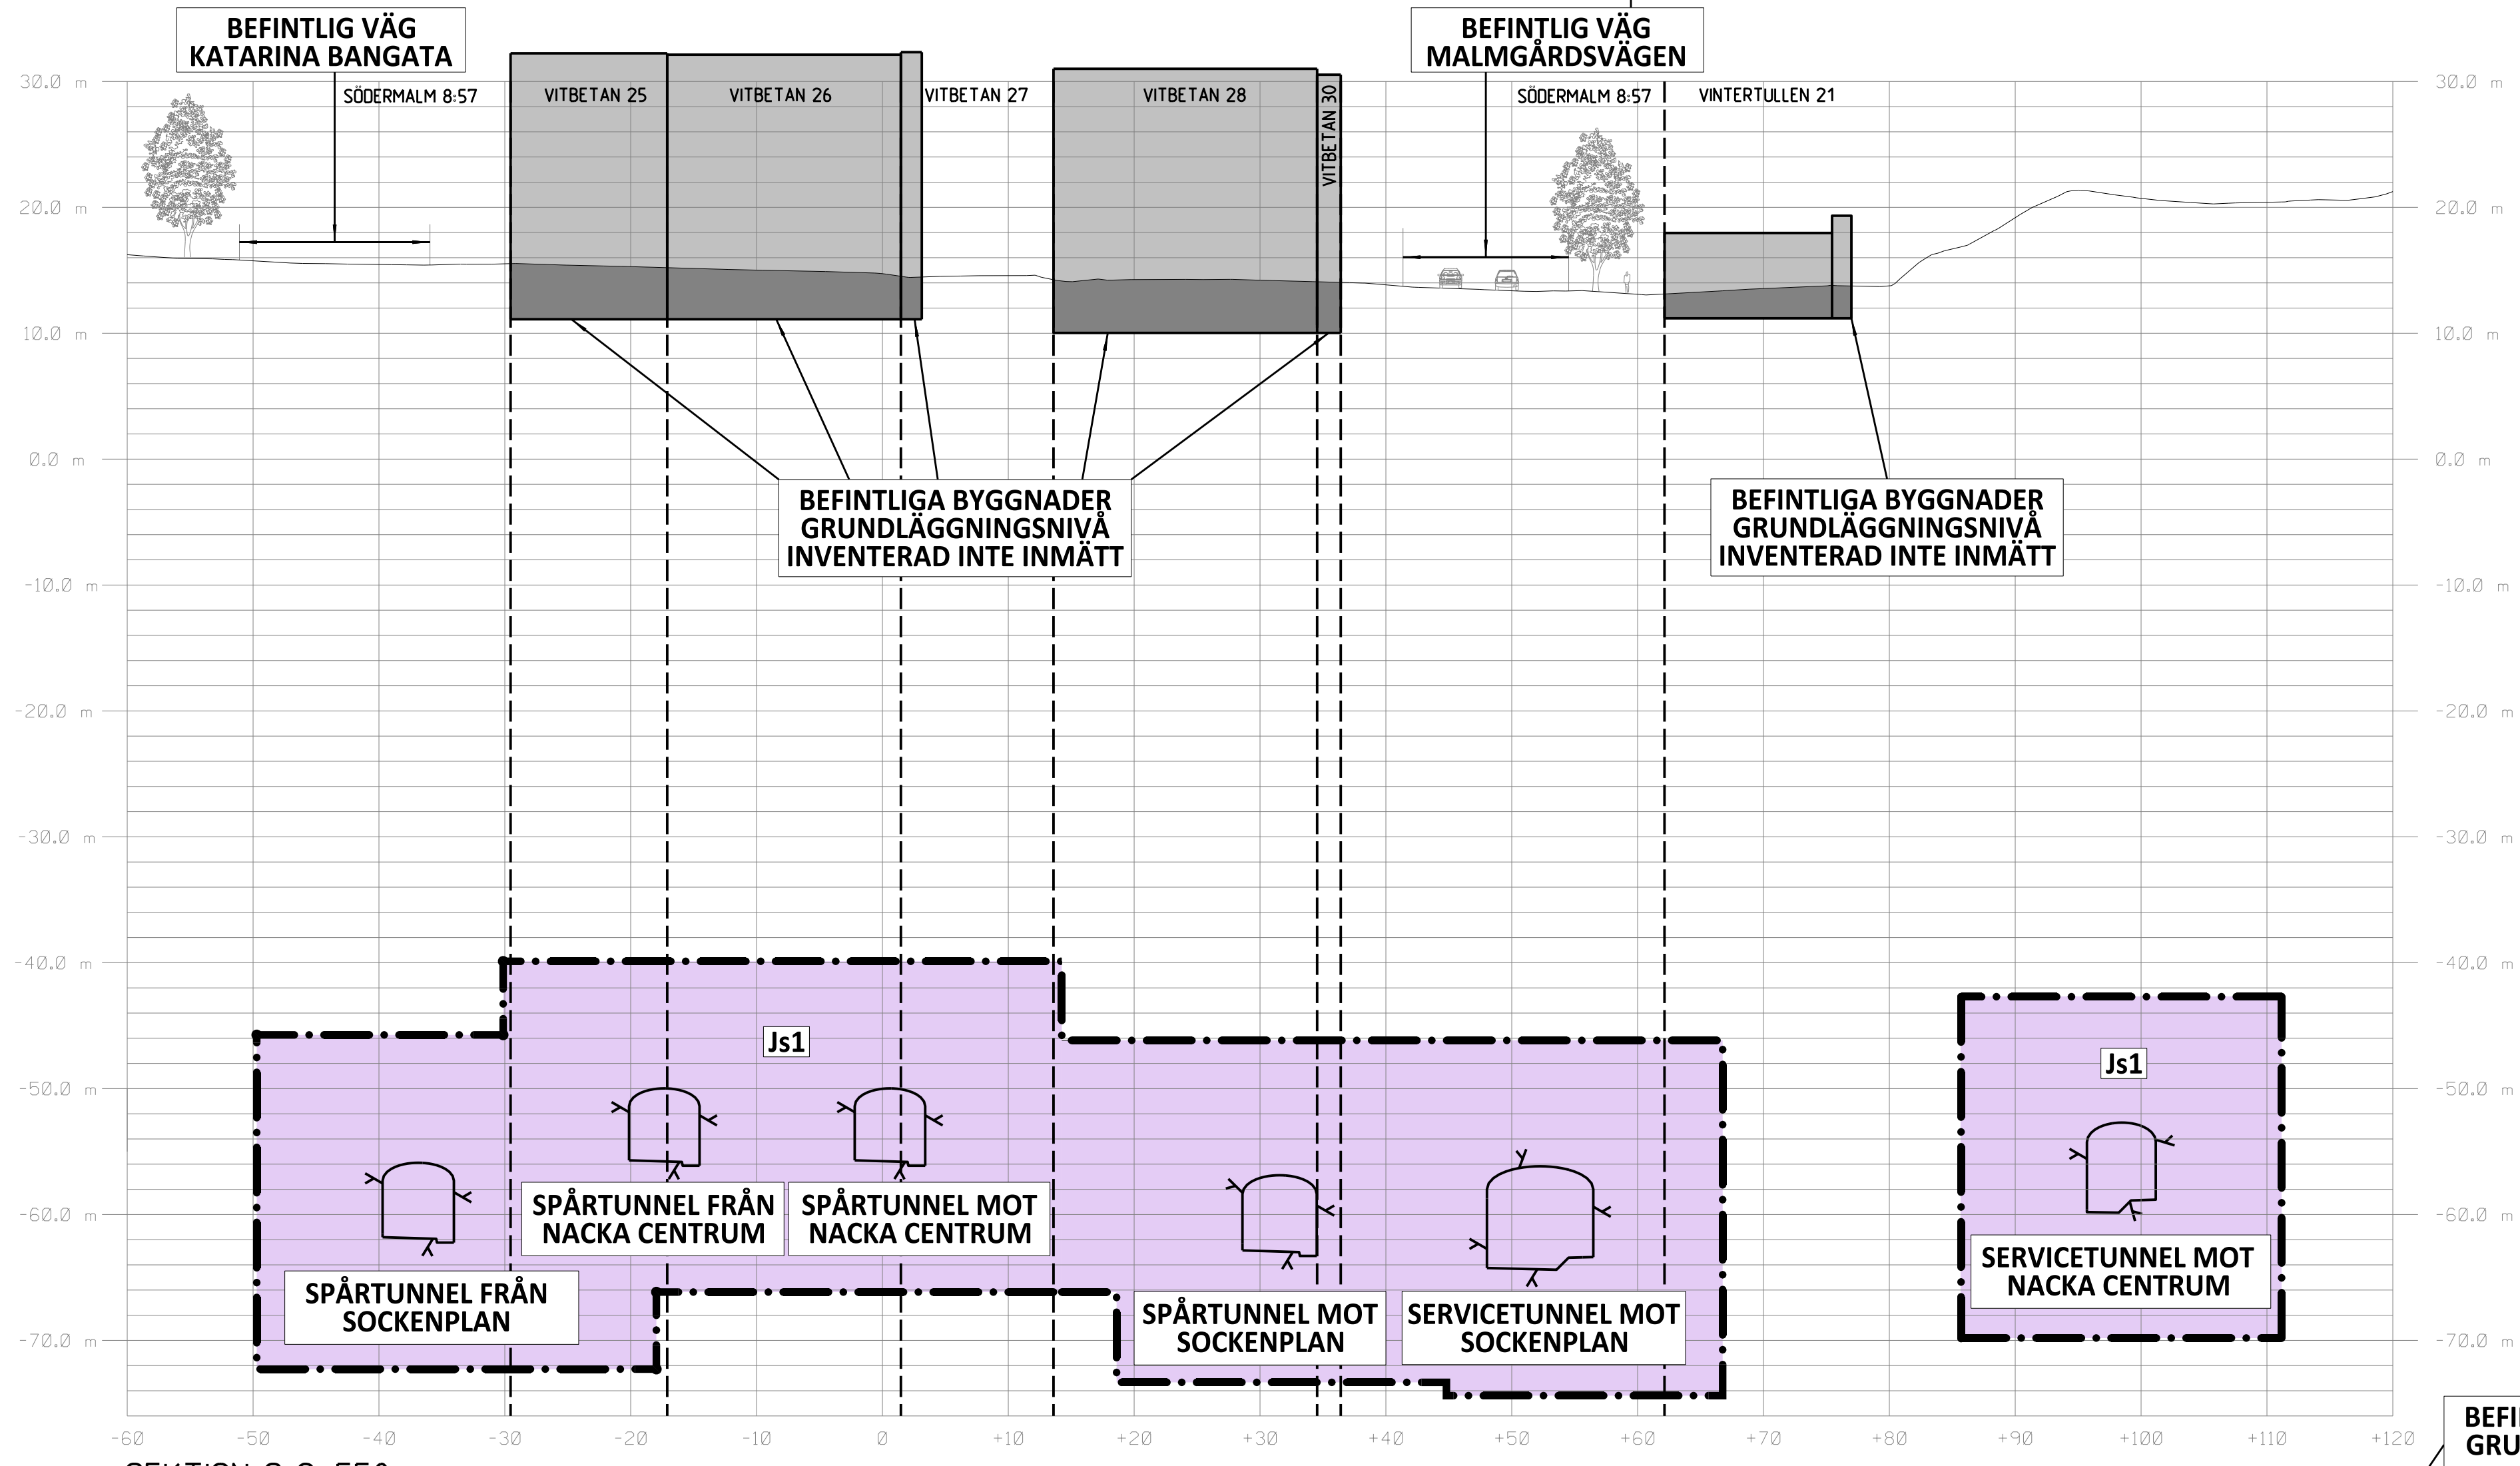 BEFINTLIG VÄG
KATARINA BANGATA
BEFINTLIG VÄG
MALMGÅRDSVÄGEN
30.0 m
30.0 m
SÖDERMALM 8:57
VITBETAN 25
VITBETAN 26
VITBETAN 27
VITBETAN 28
VITBETAN 30
SÖDERMALM 8:57
VINTERTULLEN 21
20.0 m
20.0 m
10.0 m
10.0 m
0.0 m
0.0 m
BEFINTLIGA BYGGNADER
GRUNDLÄGGNINGSNIVÅ
INVENTERAD INTE INMÄTT
BEFINTLIGA BYGGNADER
GRUNDLÄGGNINGSNIVÅ
INVENTERAD INTE INMÄTT
-10.0 m
-10.0 m
-20.0 m
-20.0 m
-30.0 m
-30.0 m
-40.0 m
-40.0 m
Js1
Js1
-50.0 m
-50.0 m
SPÅRTUNNEL FRÅN
NACKA CENTRUM
SPÅRTUNNEL MOT
NACKA CENTRUM
-60.0 m
-60.0 m
SERVICETUNNEL MOT
NACKA CENTRUM
SPÅRTUNNEL FRÅN
SOCKENPLAN
SPÅRTUNNEL MOT
SOCKENPLAN
SERVICETUNNEL MOT
SOCKENPLAN
-70.0 m
-70.0 m
-60 -50 -40 -30 -20 -10 0 +10 +20 +30 +40 +50 +60 +70 +80 +90 +100 +110 +120
BEFI
GRU